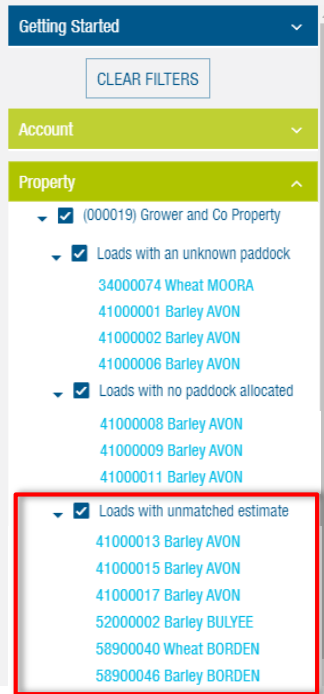 Getting Started
CLEAR FILTERS
Account
Property
(000019) Grower and Co Property
Loads with an unknown paddock
34000074 Wheat MOORA
41000001 Barley AVON
41000002 Barley AVON
41000006 Barley AVON
Loads with no paddock allocated
41000008 Barley AVON
41000009 Barley AVON
41000011 Barley AVON
Loads with unmatched estimate
41000013 Barley AVON
41000015 Barley AVON
41000017 Barley AVON
52000002 Barley BULYEE
58900040 Wheat BORDEN
58900046 Barley BORDEN